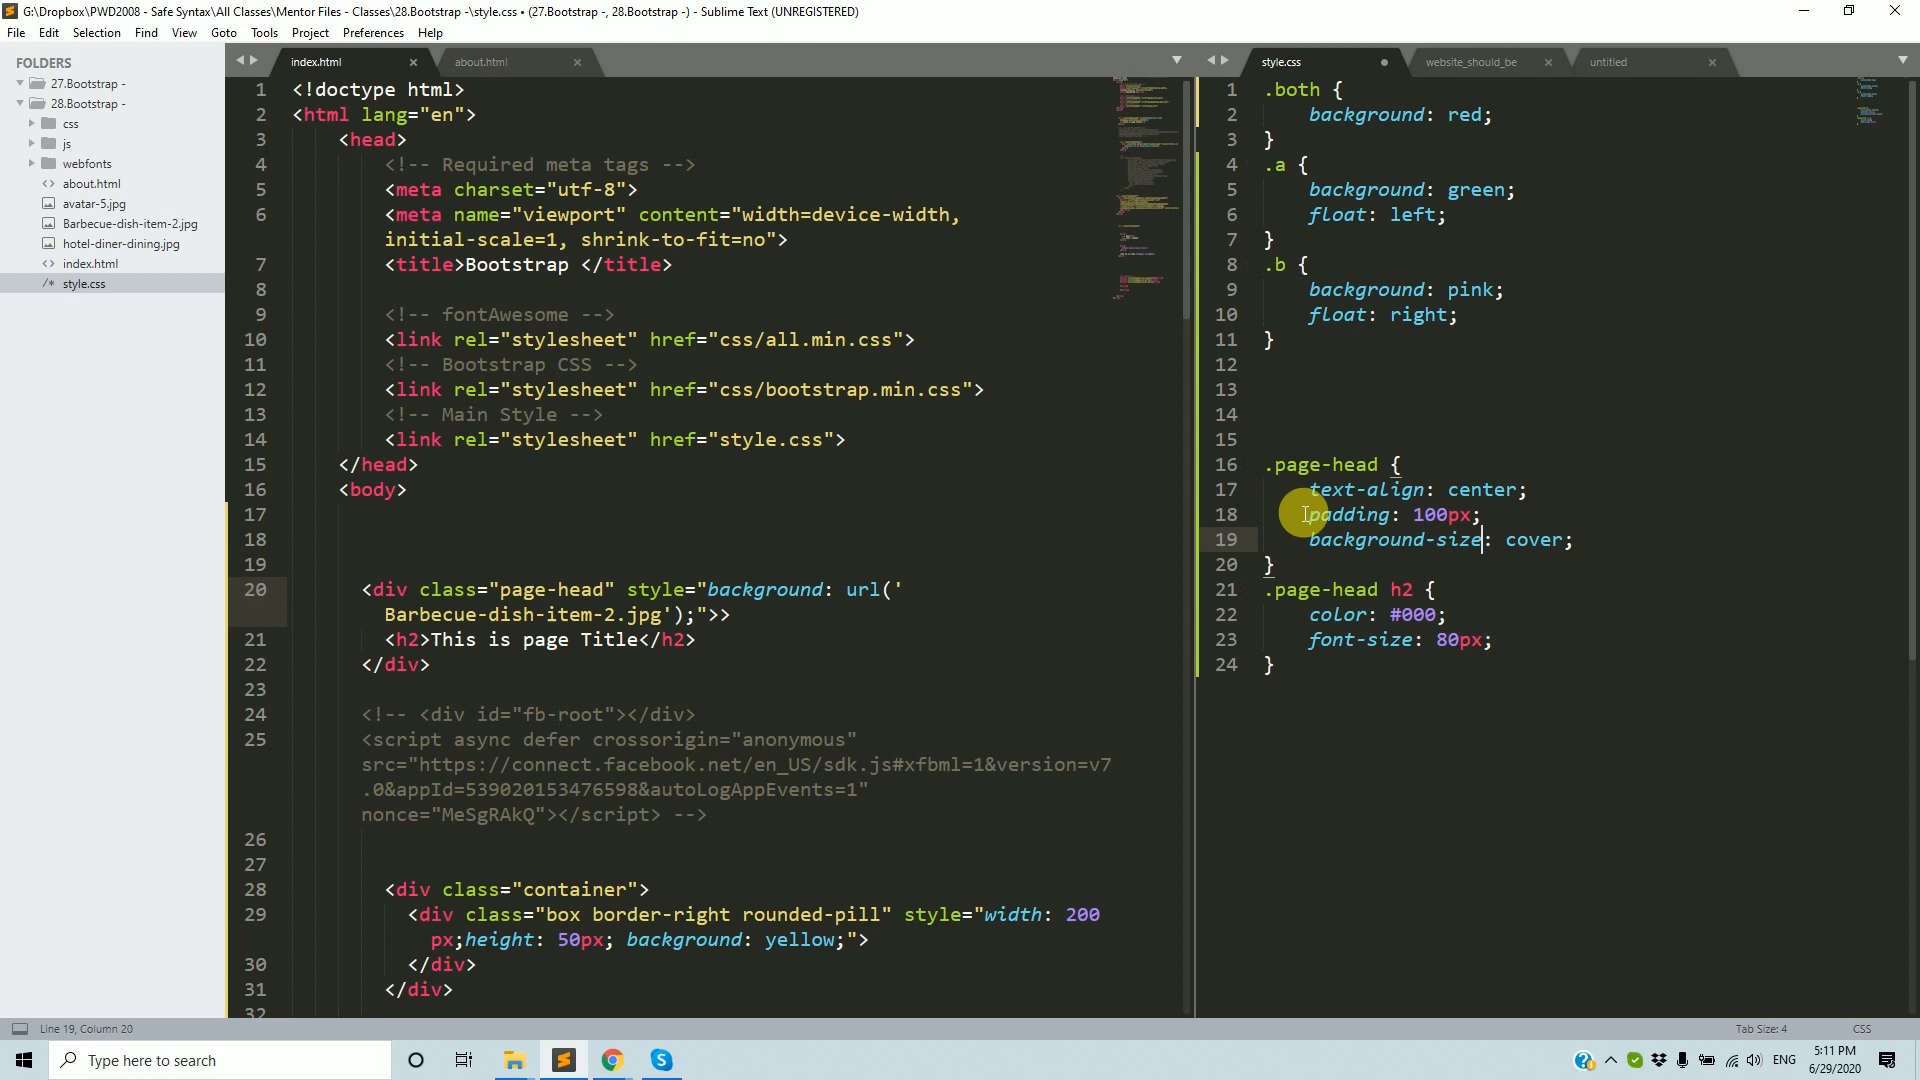 G:\Dropbox\PWD2008 - Safe Syntax\All Classes\Mentor Files - Classes\28.Bootstrap -\style.css • (27.Bootstrap -, 28.Bootstrap -) - Sublime Text (UNREGISTERED)
File Edit Selection Find View Goto Tools Project Preferences Help
FOLDERS
27.Bootstrap -
28.Bootstrap -
css
js
webfonts
about.html
avatar-5.jpg
Barbecue-dish-item-2.jpg
hotel-diner-dining.jpg
index.html
style.css
index.html about.html
1 <!doctype html>
2 <html lang="en">
3 <head>
4 <!-- Required meta tags -->
5 <meta charset="utf-8">
6 <meta name="viewport" content="width=device-width,
initial-scale=1, shrink-to-fit=no">
7 <title>Bootstrap </title>
8
9 <!-- fontAwesome -->
10 <link rel="stylesheet" href="css/all.min.css">
11 <!-- Bootstrap CSS -->
12 <link rel="stylesheet" href="css/bootstrap.min.css">
13 <!-- Main Style -->
14 <link rel="stylesheet" href="style.css">
15 </head>
16 <body>
17
18
19
20 <div class="page-head" style="background: url('
Barbecue-dish-item-2.jpg');">>
21 <h2>This is page Title</h2>
22 </div>
23
24 <!-- <div id="fb-root"></div>
25 <script async defer crossorigin="anonymous"
src="https://connect.facebook.net/en_US/sdk.js#xfbml=1&version=v7
.0&appId=539020153476598&autoLogAppEvents=1"
nonce="MeSgRAkQ"></script> -->
26
27
28 <div class="container">
29 <div class="box border-right rounded-pill" style="width: 200
px;height: 50px; background: yellow;">
30 </div>
31 </div>
32
style.css website_should_be untitled
1 .both {
2 background: red;
3 }
4 .a {
5 background: green;
6 float: left;
7 }
8 .b {
9 background: pink;
10 float: right;
11 }
12
13
14
15
16 .page-head {
17 text-align: center;
18 padding: 100px;
19 background-size: cover;
20 }
21 .page-head h2 {
22 color: #000;
23 font-size: 80px;
24 }
Line 19, Column 20 Tab Size: 4 CSS
Type here to search
ENG
5:11 PM
6/29/2020